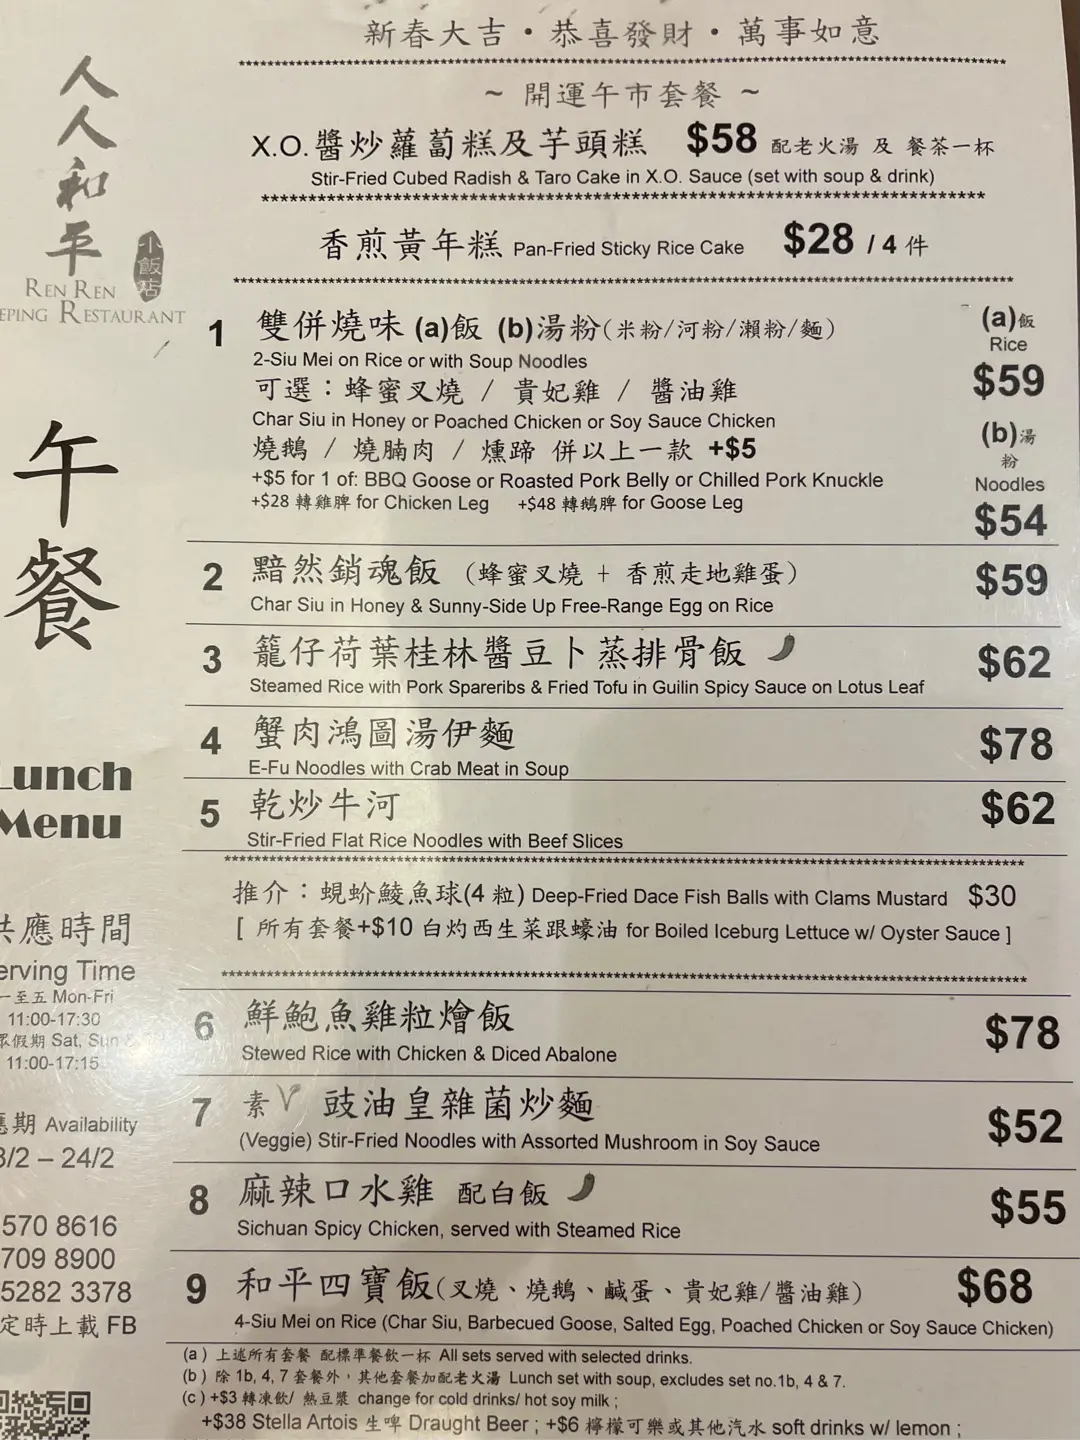 新春大吉・恭喜發財・萬事如意
~ 開運午市套餐 ~
X.O.醬炒蘿蔔糕及芋頭糕 $58 配老火湯 及 餐茶一杯
Stir-Fried Cubed Radish & Taro Cake in X.O. Sauce (set with soup & drink)
香煎黃年糕 Pan-Fried Sticky Rice Cake $28 / 4 件
人人和平
小飯店
REN REN
EPING RESTAURANT
午餐
Lunch
Menu
供應時間
erving Time
一至五 Mon-Fri
11:00-17:30
眾假期 Sat, Sun
11:00-17:15
應期 Availability
3/2 – 24/2
570 8616
709 8900
5282 3378
定時上載 FB
1 雙併燒味 (a)飯 (b)湯粉(米粉/河粉/瀨粉/麵)
2-Siu Mei on Rice or with Soup Noodles
可選：蜂蜜叉燒 / 貴妃雞 / 醬油雞
Char Siu in Honey or Poached Chicken or Soy Sauce Chicken
燒鵝 / 燒腩肉 / 燻蹄 併以上一款 +$5
+$5 for 1 of: BBQ Goose or Roasted Pork Belly or Chilled Pork Knuckle
+$28 轉雞髀 for Chicken Leg +$48 轉鵝髀 for Goose Leg
(a)飯
Rice
$59
(b)湯
粉
Noodles
$54
2 黯然銷魂飯 (蜂蜜叉燒 + 香煎走地雞蛋) $59
Char Siu in Honey & Sunny-Side Up Free-Range Egg on Rice
3 籠仔荷葉桂林醬豆卜蒸排骨飯 $62
Steamed Rice with Pork Spareribs & Fried Tofu in Guilin Spicy Sauce on Lotus Leaf
4 蟹肉鴻圖湯伊麵 $78
E-Fu Noodles with Crab Meat in Soup
5 乾炒牛河 $62
Stir-Fried Flat Rice Noodles with Beef Slices
推介：蜆蚧鯪魚球(4 粒) Deep-Fried Dace Fish Balls with Clams Mustard $30
[ 所有套餐+$10 白灼西生菜跟蠔油 for Boiled Iceburg Lettuce w/ Oyster Sauce ]
6 鮮鮑魚雞粒燴飯 $78
Stewed Rice with Chicken & Diced Abalone
7 素 豉油皇雜菌炒麵 $52
(Veggie) Stir-Fried Noodles with Assorted Mushroom in Soy Sauce
8 麻辣口水雞 配白飯 $55
Sichuan Spicy Chicken, served with Steamed Rice
9 和平四寶飯(叉燒、燒鵝、鹹蛋、貴妃雞/醬油雞) $68
4-Siu Mei on Rice (Char Siu, Barbecued Goose, Salted Egg, Poached Chicken or Soy Sauce Chicken)
(a) 上述所有套餐 配標準餐飲一杯 All sets served with selected drinks.
(b) 除 1b, 4, 7 套餐外，其他套餐加配老火湯 Lunch set with soup, excludes set no.1b, 4 & 7.
(c) +$3 轉凍飲/ 熱豆漿 change for cold drinks/ hot soy milk ;
+$38 Stella Artois 生啤 Draught Beer ; +$6 檸檬可樂或其他汽水 soft drinks w/ lemon ;